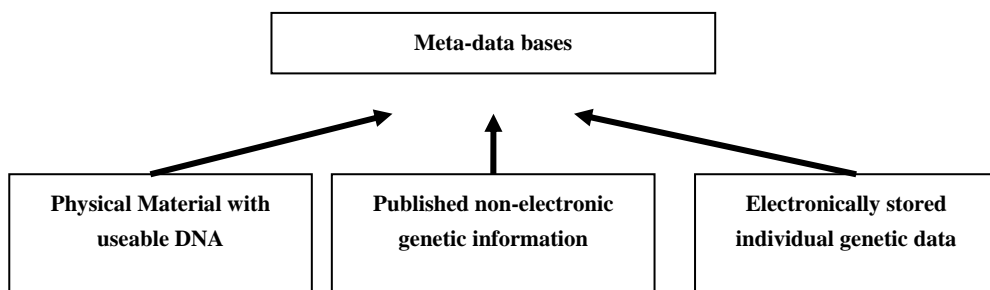 Meta-data bases
Physical Material with
useable DNA
Published non-electronic
genetic information
Electronically stored
individual genetic data